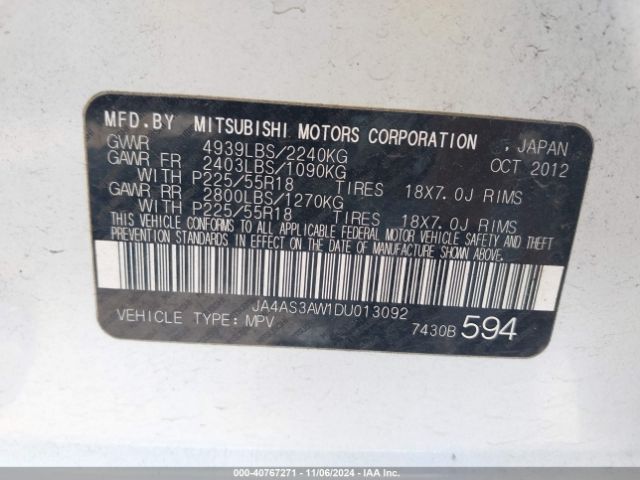 MFD.BY MITSUBISHI MOTORS CORPORATION , JAPAN
GVWR 4939LBS/2240KG OCT 2012
GAWR FR 2403LBS/1090KG
WITH P225/55R18 TIRES 18X7.0J RIMS
GAWR RR 2800LBS/1270KG
WITH P225/55R18 TIRES 18X7.0J RIMS
THIS VEHICLE CONFORMS TO ALL APPLICABLE FEDERAL MOTOR VEHICLE SAFETY AND THEFT
PREVENTION STANDARDS IN EFFECT ON THE DATE OF MANUFACTURE SHOWN ABOVE.
JA4AS3AW1DU013092
VEHICLE TYPE: MPV 7430B 594
000-40767271 - 11/06/2024 - IAA Inc.